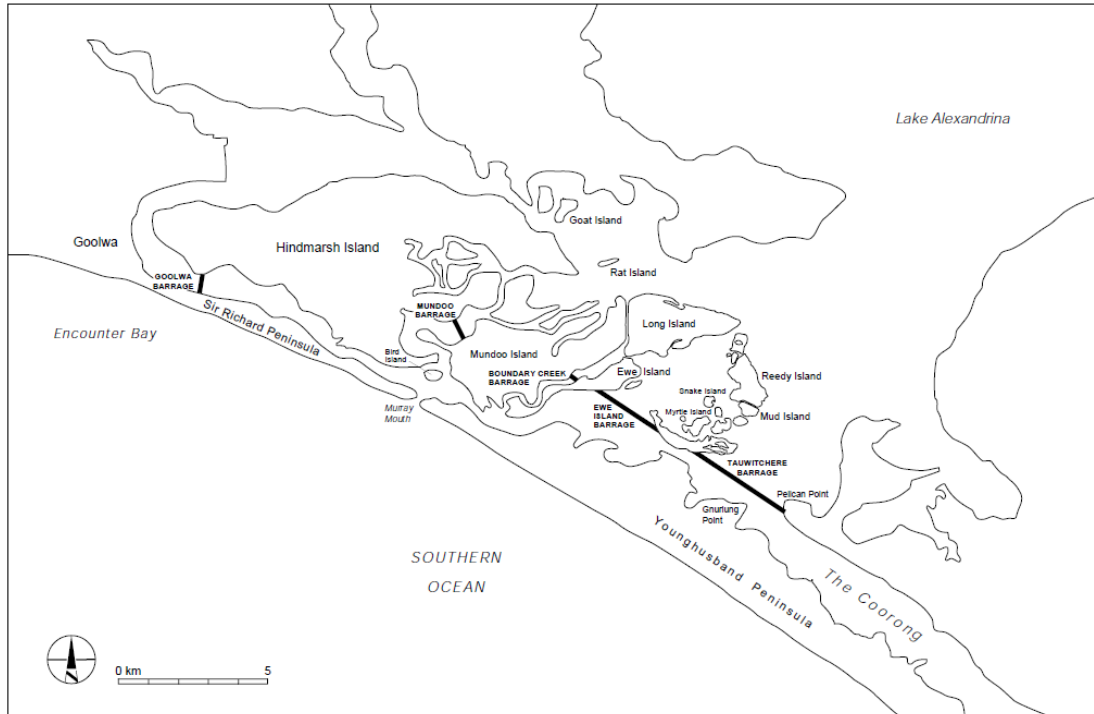 Lake Alexandrina
Goat Island
Goolwa
Hindmarsh Island
Rat Island
GOOLWA
BARRAGE
MUNDOO
BARRAGE
Sir Richard Peninsula
Long Island
Encounter Bay
Bird
Island
Mundoo Island
BOUNDARY CREEK
BARRAGE
Ewe Island
Reedy Island
Snake Island
Murray
Mouth
EWE
ISLAND
BARRAGE
Myrtle Island
Mud Island
TAUWITCHERE
BARRAGE
Pelican Point
Gnurlung
Point
SOUTHERN
OCEAN
Younghusband Peninsula
The Coorong
0 km 5